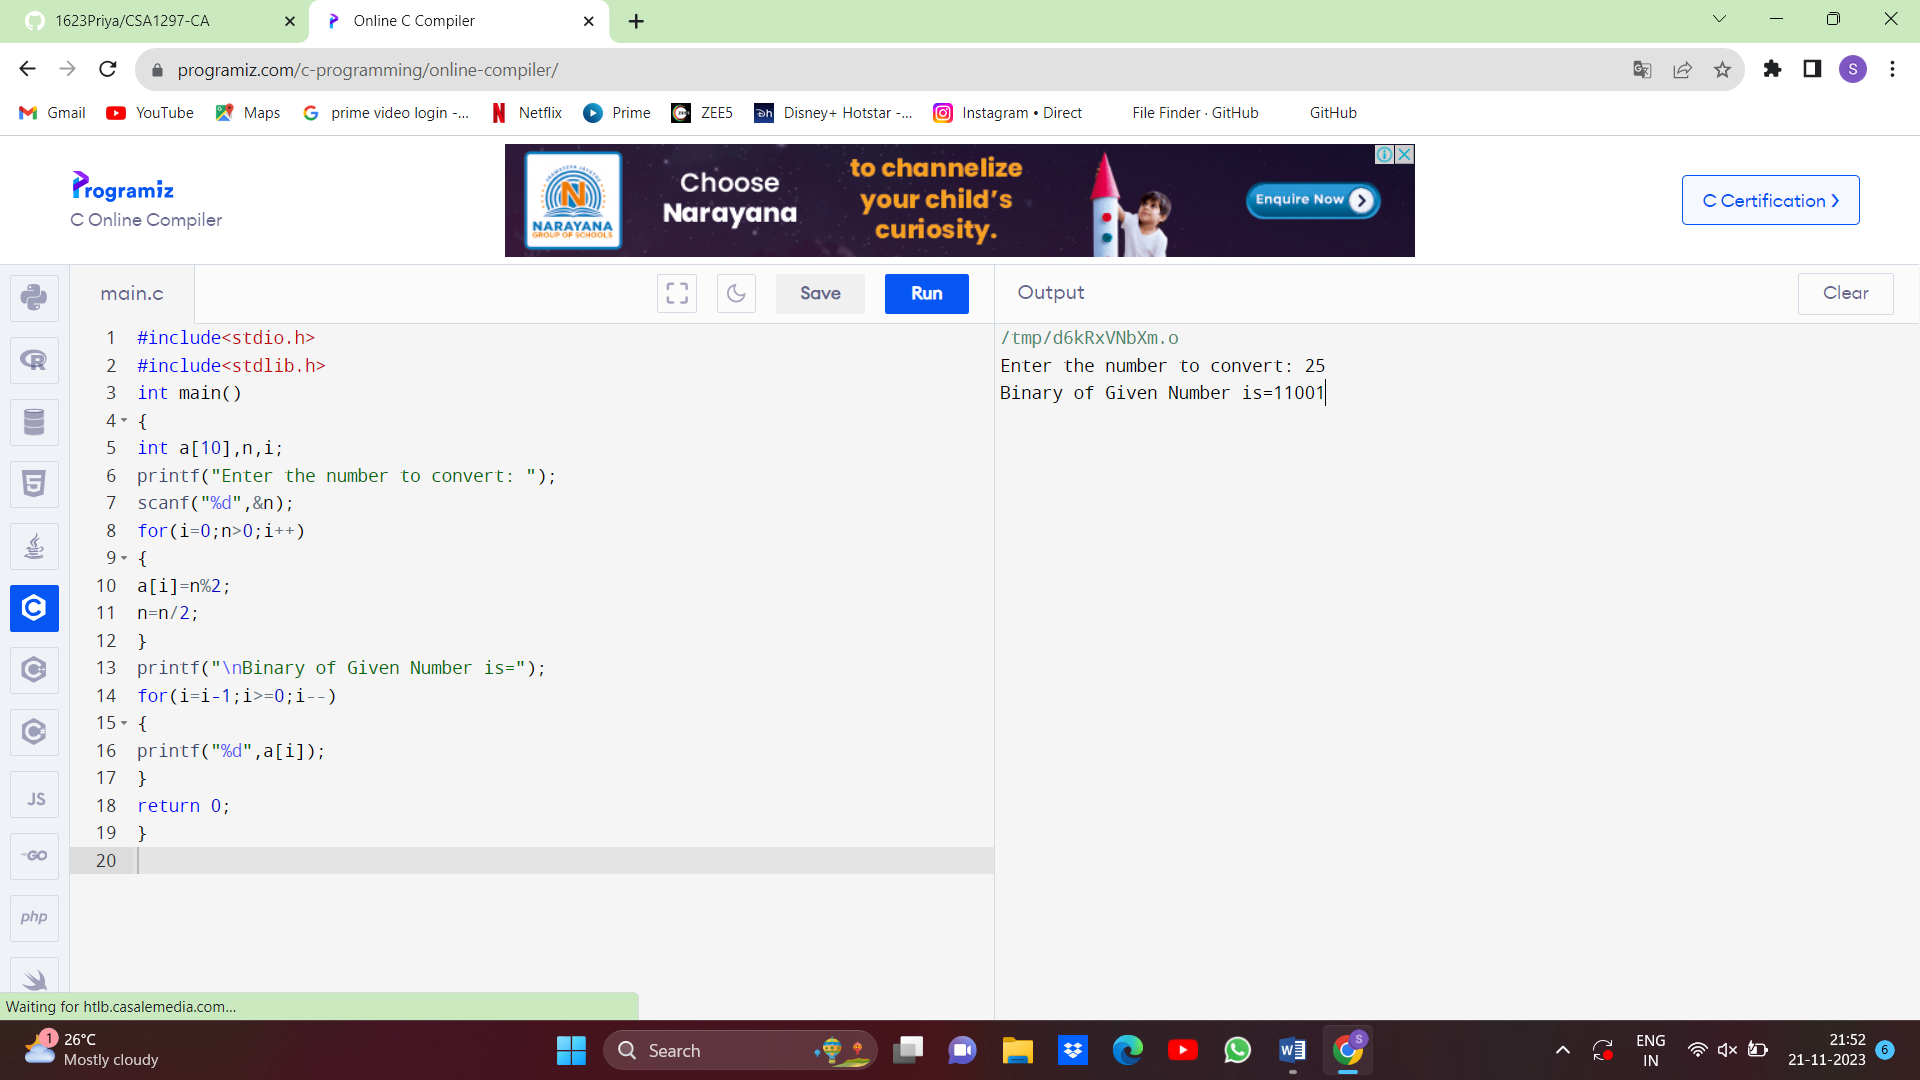 1623Priya/CSA1297-CA
Online C Compiler
programiz.com/c-programming/online-compiler/
S
Gmail
YouTube
Maps
prime video login -...
Netflix
Prime
ZEE5
Disney+ Hotstar -...
Instagram • Direct
File Finder · GitHub
GitHub
Programiz
C Online Compiler
NARAYANA
GROUP OF SCHOOLS
Choose
Narayana
to channelize
your child's
curiosity.
Enquire Now
C Certification
main.c
Save
Run
Output
Clear
1 #include<stdio.h>
2 #include<stdlib.h>
3 int main()
4 {
5 int a[10],n,i;
6 printf("Enter the number to convert: ");
7 scanf("%d",&n);
8 for(i=0;n>0;i++)
9 {
10 a[i]=n%2;
11 n=n/2;
12 }
13 printf("\nBinary of Given Number is=");
14 for(i=i-1;i>=0;i--)
15 {
16 printf("%d",a[i]);
17 }
18 return 0;
19 }
20
/tmp/d6kRxVNbXm.o
Enter the number to convert: 25
Binary of Given Number is=11001
JS
GO
php
Waiting for htlb.casalemedia.com...
1
26°C
Mostly cloudy
Search
S
ENG
IN
21:52
21-11-2023
6